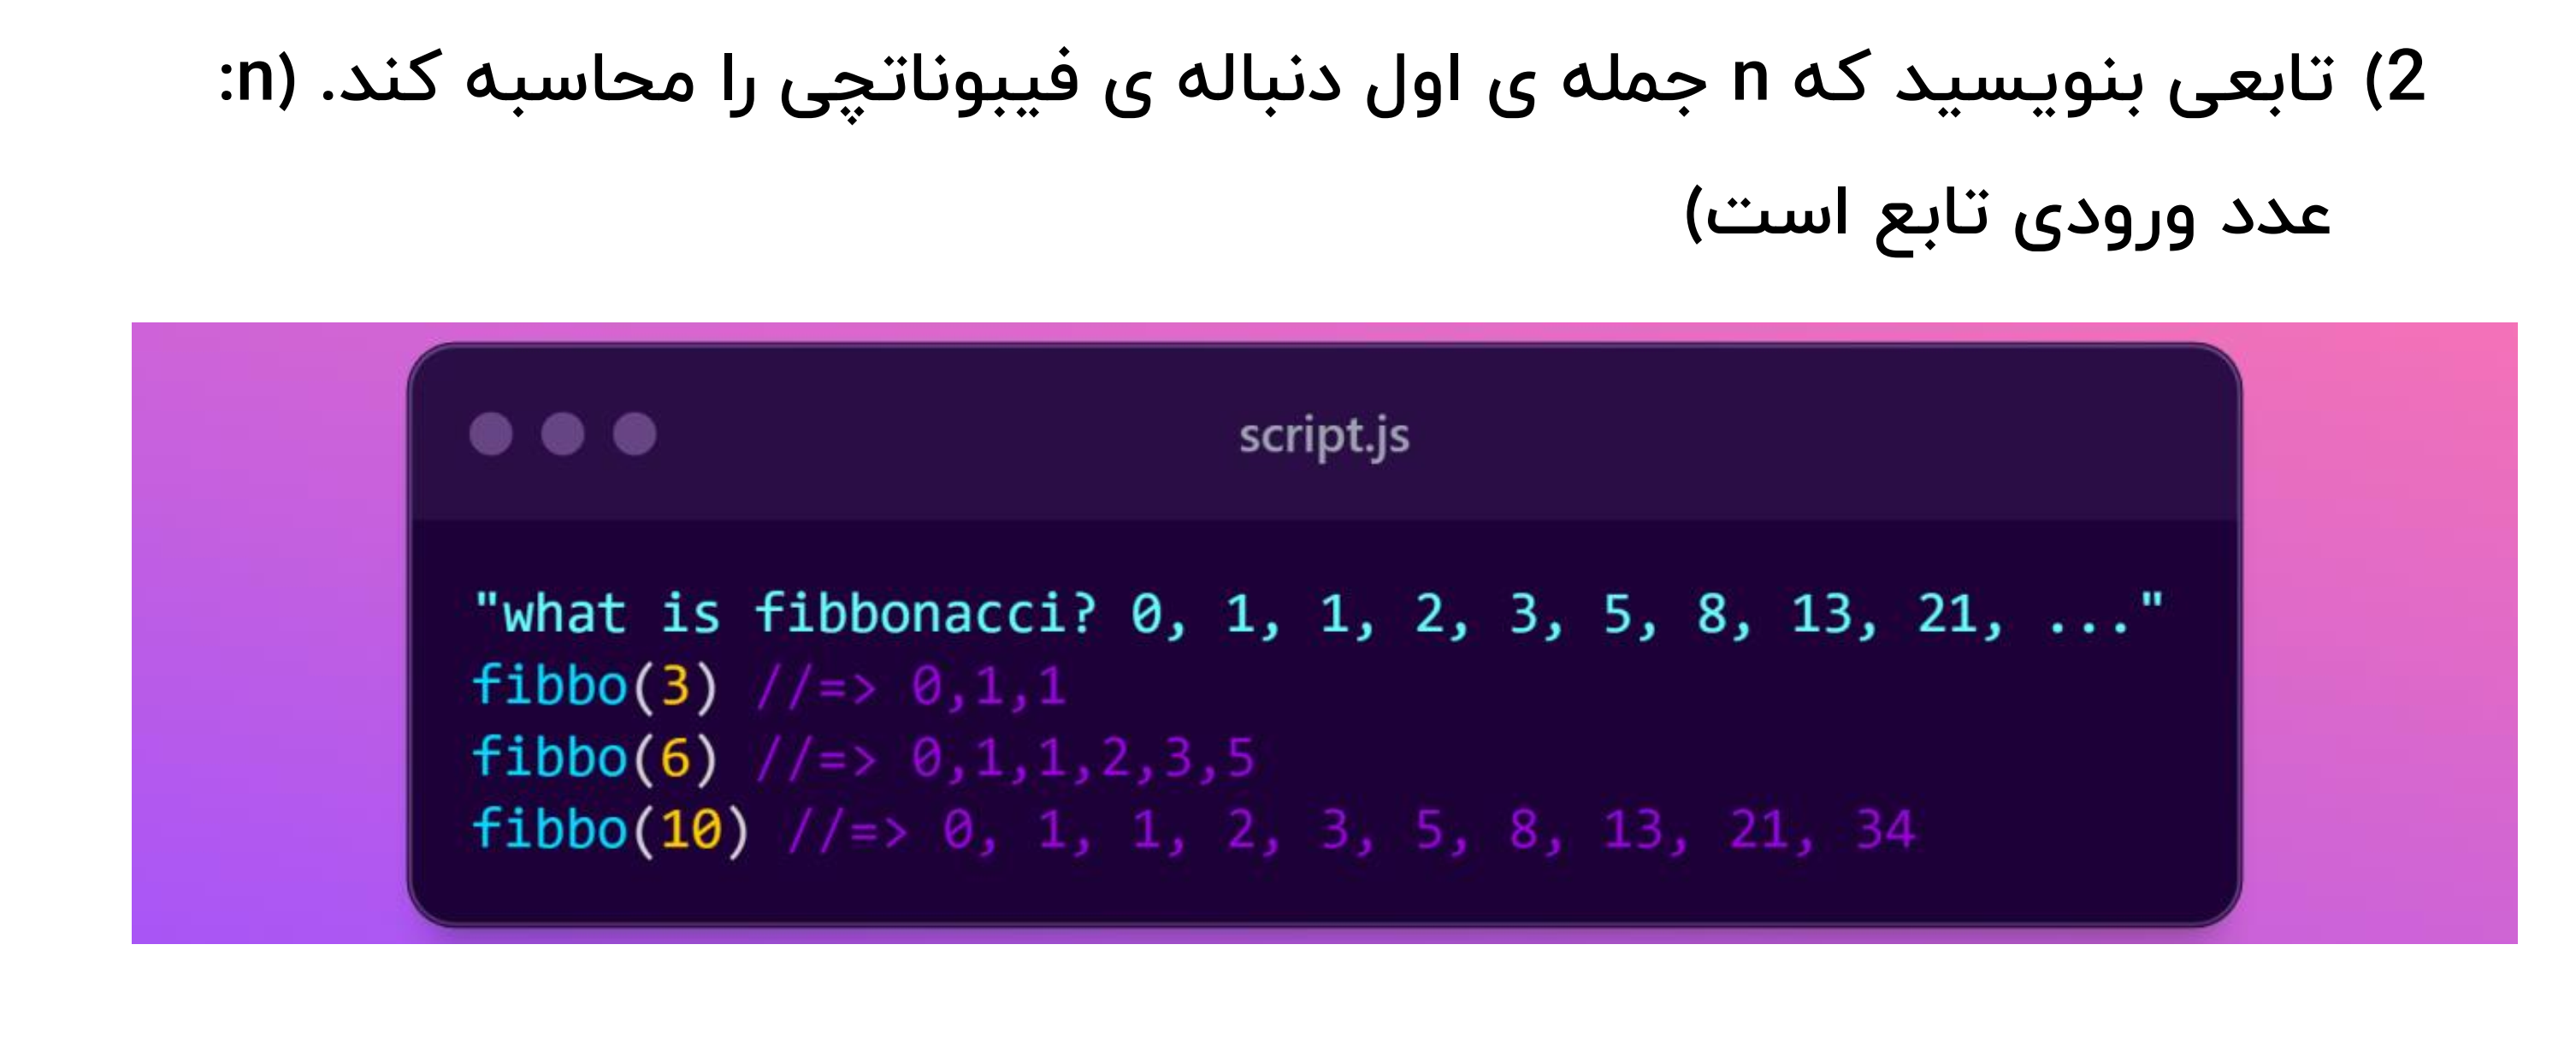 2) تابعی بنویسید که n جمله ی اول دنباله ی فیبوناتچی را محاسبه کند. (n:
عدد ورودی تابع است)
script.js
"what is fibbonacci? 0, 1, 1, 2, 3, 5, 8, 13, 21, ..."
fibbo(3) //=> 0,1,1
fibbo(6) //=> 0,1,1,2,3,5
fibbo(10) //=> 0, 1, 1, 2, 3, 5, 8, 13, 21, 34